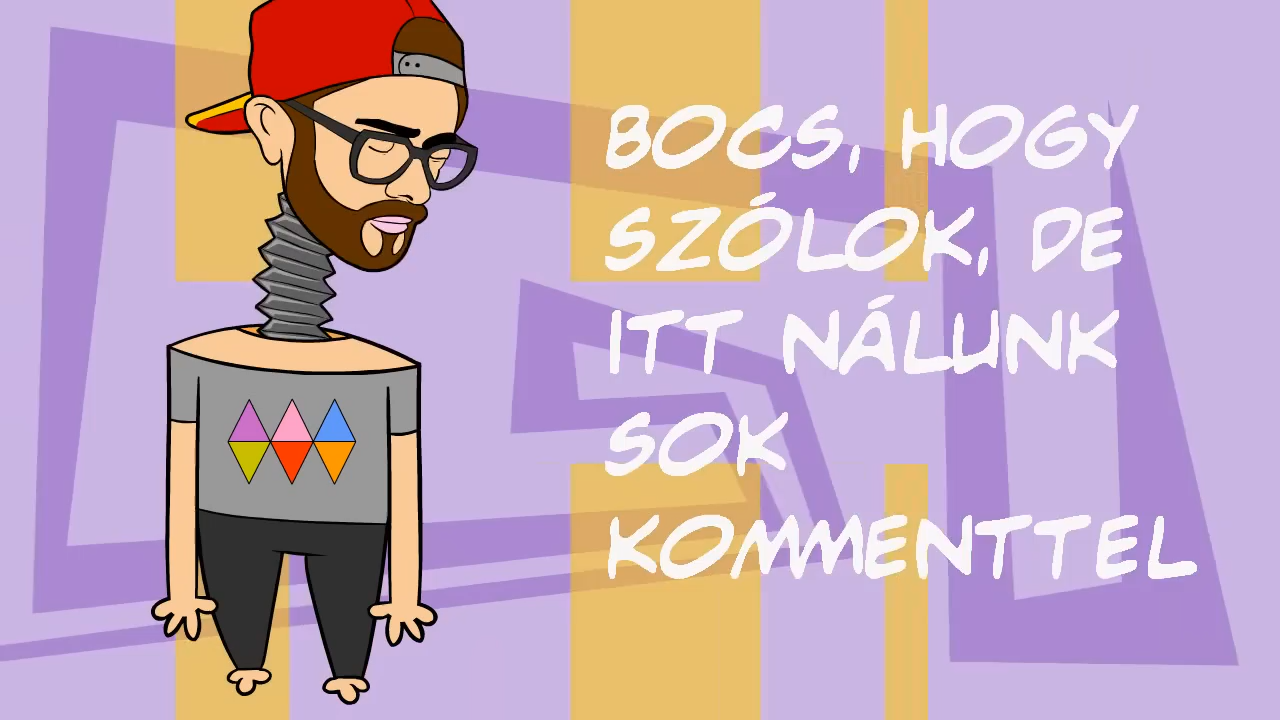 BOCS, HOGY
SZÓLOK, DE
ITT NÁLUNK
SOK
KOMMENTTEL